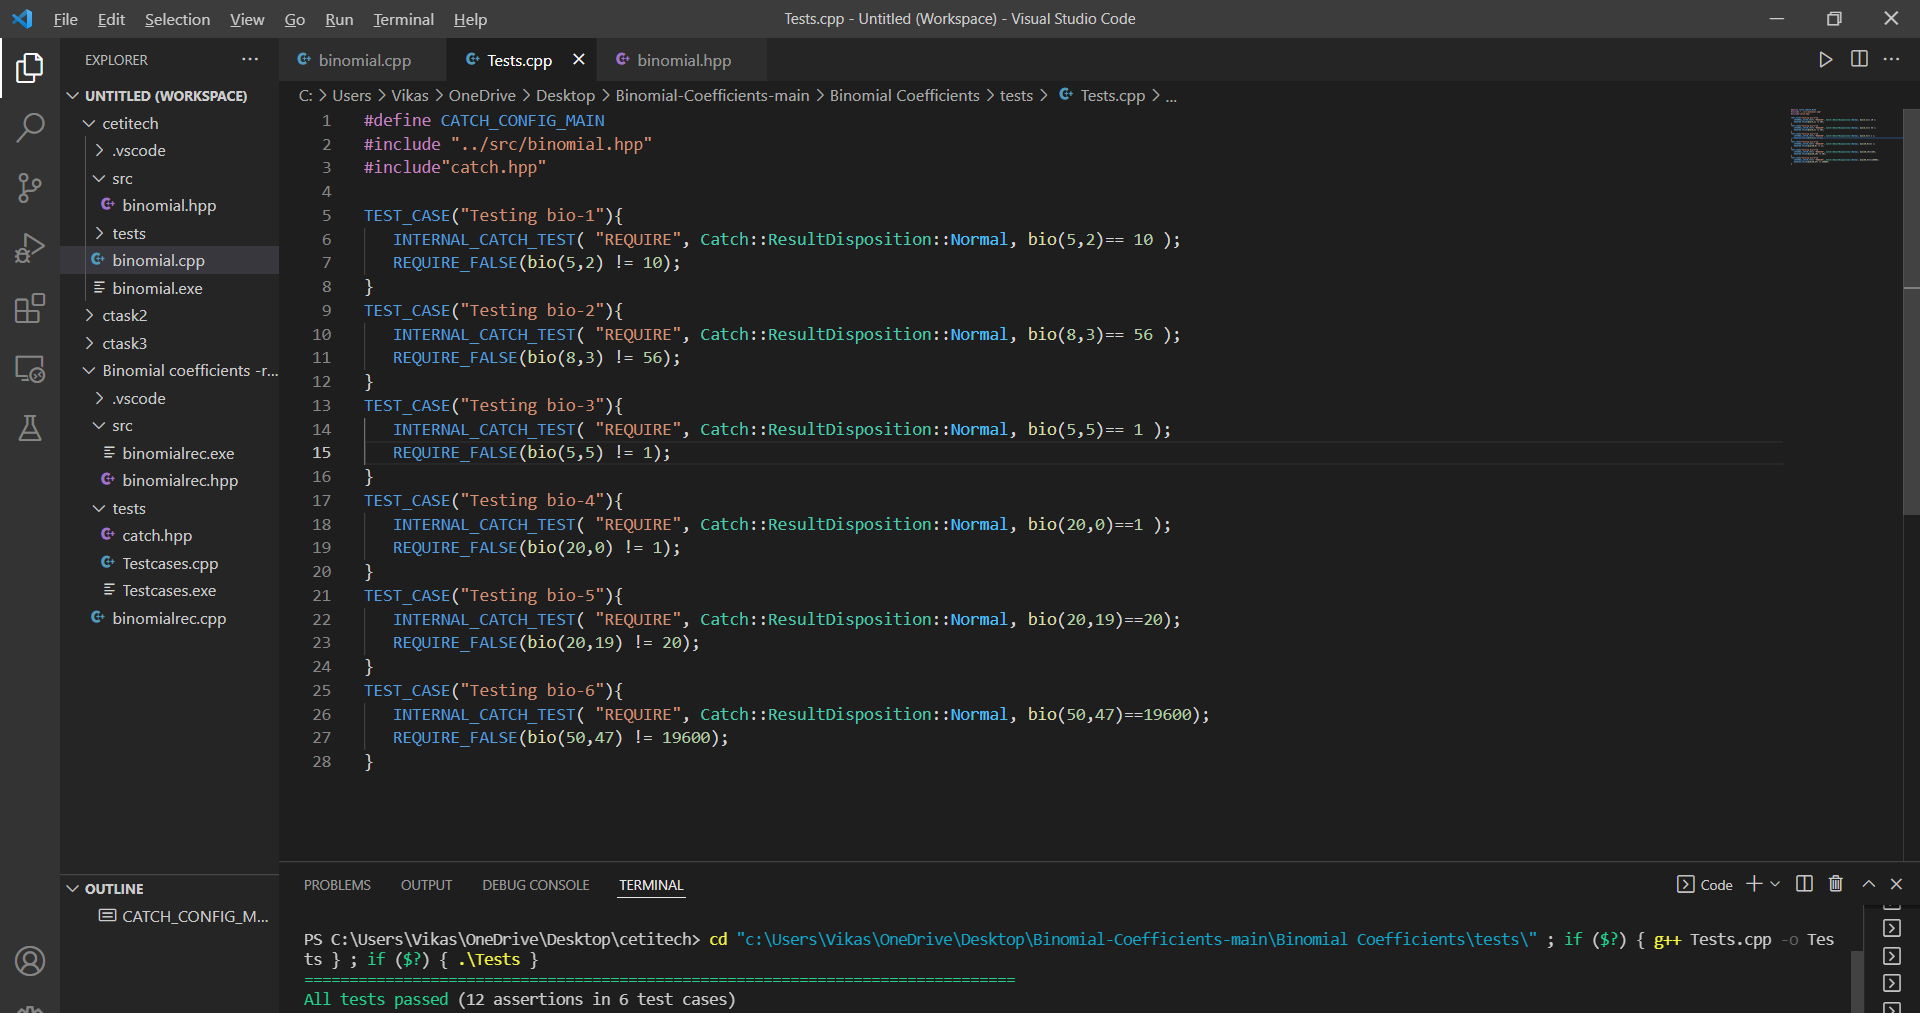 File Edit Selection View Go Run Terminal Help
Tests.cpp - Untitled (Workspace) - Visual Studio Code
EXPLORER
UNTITLED (WORKSPACE)
cetitech
.vscode
src
binomial.hpp
tests
binomial.cpp
binomial.exe
ctask2
ctask3
Binomial coefficients -r...
.vscode
src
binomialrec.exe
binomialrec.hpp
tests
catch.hpp
Testcases.cpp
Testcases.exe
binomialrec.cpp
OUTLINE
CATCH_CONFIG_M...
binomial.cpp Tests.cpp binomial.hpp
C: > Users > Vikas > OneDrive > Desktop > Binomial-Coefficients-main > Binomial Coefficients > tests > Tests.cpp > ...
1 #define CATCH_CONFIG_MAIN
2 #include "../src/binomial.hpp"
3 #include"catch.hpp"
4
5 TEST_CASE("Testing bio-1"){
6 INTERNAL_CATCH_TEST( "REQUIRE", Catch::ResultDisposition::Normal, bio(5,2)== 10 );
7 REQUIRE_FALSE(bio(5,2) != 10);
8 }
9 TEST_CASE("Testing bio-2"){
10 INTERNAL_CATCH_TEST( "REQUIRE", Catch::ResultDisposition::Normal, bio(8,3)== 56 );
11 REQUIRE_FALSE(bio(8,3) != 56);
12 }
13 TEST_CASE("Testing bio-3"){
14 INTERNAL_CATCH_TEST( "REQUIRE", Catch::ResultDisposition::Normal, bio(5,5)== 1 );
15 REQUIRE_FALSE(bio(5,5) != 1);
16 }
17 TEST_CASE("Testing bio-4"){
18 INTERNAL_CATCH_TEST( "REQUIRE", Catch::ResultDisposition::Normal, bio(20,0)==1 );
19 REQUIRE_FALSE(bio(20,0) != 1);
20 }
21 TEST_CASE("Testing bio-5"){
22 INTERNAL_CATCH_TEST( "REQUIRE", Catch::ResultDisposition::Normal, bio(20,19)==20);
23 REQUIRE_FALSE(bio(20,19) != 20);
24 }
25 TEST_CASE("Testing bio-6"){
26 INTERNAL_CATCH_TEST( "REQUIRE", Catch::ResultDisposition::Normal, bio(50,47)==19600);
27 REQUIRE_FALSE(bio(50,47) != 19600);
28 }
PROBLEMS OUTPUT DEBUG CONSOLE TERMINAL
Code
PS C:\Users\Vikas\OneDrive\Desktop\cetitech> cd "c:\Users\Vikas\OneDrive\Desktop\Binomial-Coefficients-main\Binomial Coefficients\tests\" ; if ($?) { g++ Tests.cpp -o Tes
ts } ; if ($?) { .\Tests }
===============================================================================
All tests passed (12 assertions in 6 test cases)